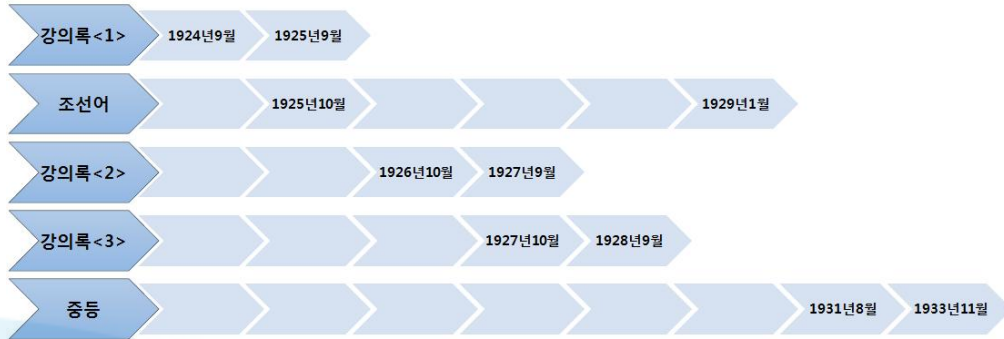 강의록<1> 1924년9월 1925년9월
조선어 1925년10월 1929년1월
강의록<2> 1926년10월 1927년9월
강의록<3> 1927년10월 1928년9월
중등 1931년8월 1933년11월